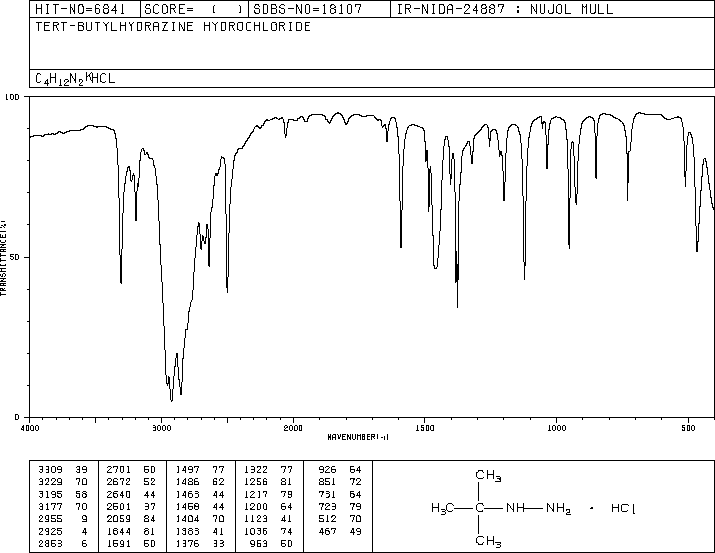 HIT-NO=6841 SCORE= ( ) SDBS-NO=18107 IR-NIDA-24887 : NUJOL MULL
TERT-BUTYLHYDRAZINE HYDROCHLORIDE
C4H12N2KHCL
100
50
0
TRANSMITTANCE(%)
4000 3000 2000 1500 1000 500
WAVENUMBER(-1)
3309 39 2701 50 1497 77 1322 77 926 64
3229 70 2672 52 1486 62 1256 81 851 72
3195 58 2640 44 1463 44 1217 79 731 64
3177 70 2501 37 1458 44 1200 64 729 79
2955 9 2059 84 1404 70 1123 41 512 70
2925 4 1644 81 1383 41 1036 74 467 49
2853 6 1591 50 1376 33 953 50
CH3
H3C C NH NH2 · HCl
CH3